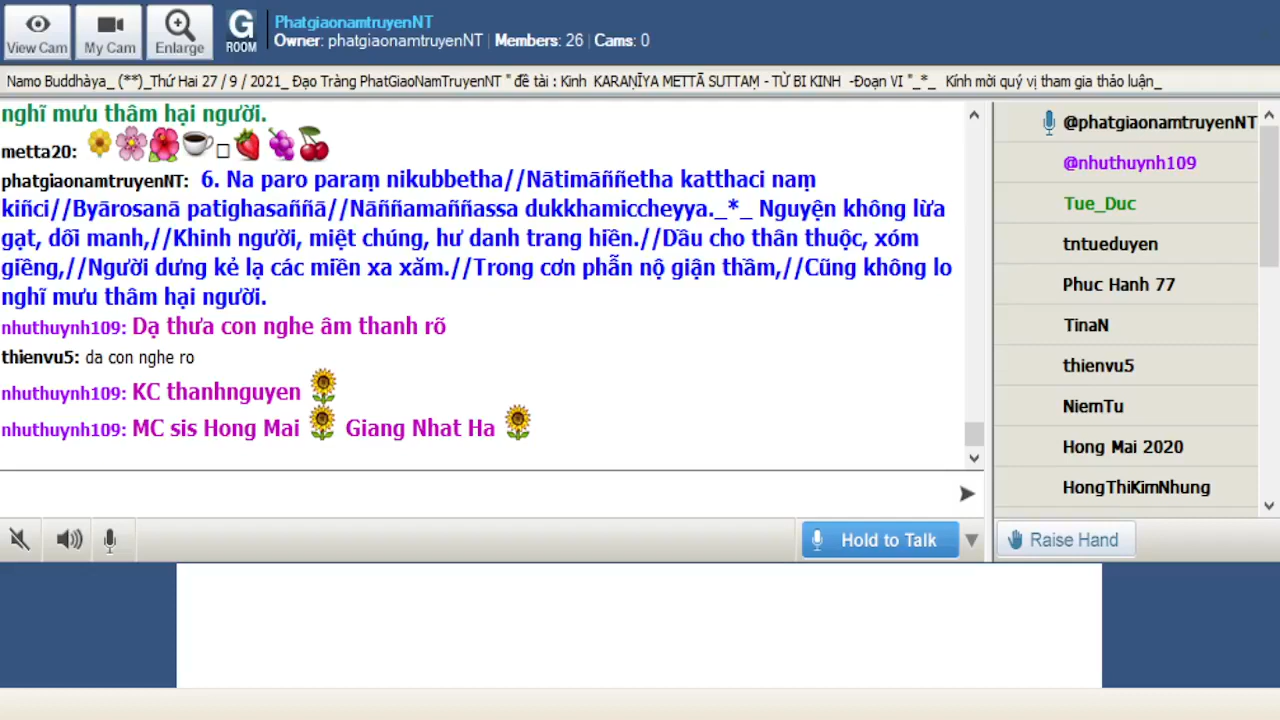 View Cam
My Cam
Enlarge
G
ROOM
PhatgiaonamtruyenNT
Owner: phatgiaonamtruyenNT | Members: 26 | Cams: 0
Namo Buddhàya_ (**)_Thứ Hai 27 / 9 / 2021_ Đạo Tràng PhatGiaoNamTruyenNT " đề tài : Kinh KARAṆĪYA METTĀ SUTTAṂ - TỪ BI KINH -Đoạn VI "_*_ Kính mời quý vị tham gia thảo luận_
nghĩ mưu thâm hại người.
metta20:
phatgiaonamtruyenNT: 6. Na paro paraṃ nikubbetha//Nātimāññetha katthaci naṃ
kiñci//Byārosanā patighasaññā//Nāññamaññassa dukkhamiccheyya._*_ Nguyện không lừa
gạt, dối manh,//Khinh người, miệt chúng, hư danh trang hiền.//Dầu cho thân thuộc, xóm
giềng,//Người dưng kẻ lạ các miền xa xăm.//Trong cơn phẫn nộ giận thầm,//Cũng không lo
nghĩ mưu thâm hại người.
nhuthuynh109: Dạ thưa con nghe âm thanh rõ
thienvu5: da con nghe ro
nhuthuynh109: KC thanhnguyen
nhuthuynh109: MC sis Hong Mai Giang Nhat Ha
Hold to Talk
@phatgiaonamtruyenNT
@nhuthuynh109
Tue_Duc
tntueduyen
Phuc Hanh 77
TinaN
thienvu5
NiemTu
Hong Mai 2020
HongThiKimNhung
Raise Hand